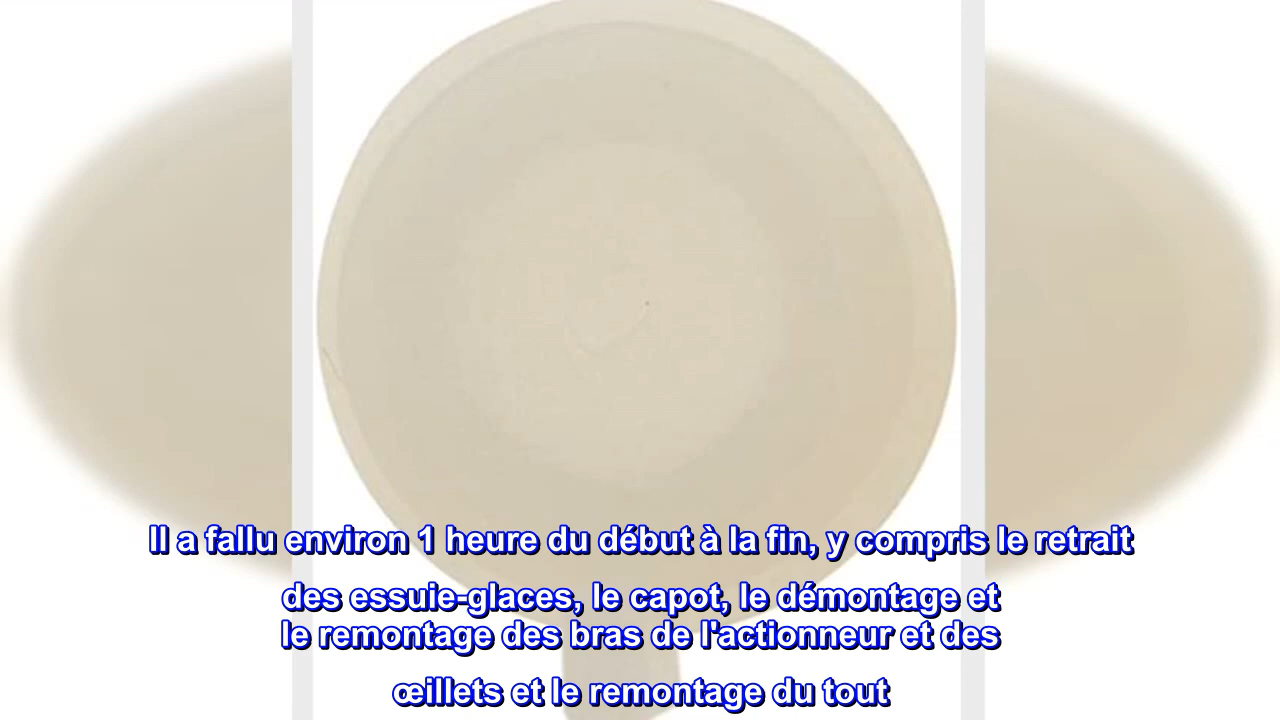 Il a fallu environ 1 heure du début à la fin, y compris le retrait
des essuie-glaces, le capot, le démontage et
le remontage des bras de l'actionneur et des
œillets et le remontage du tout